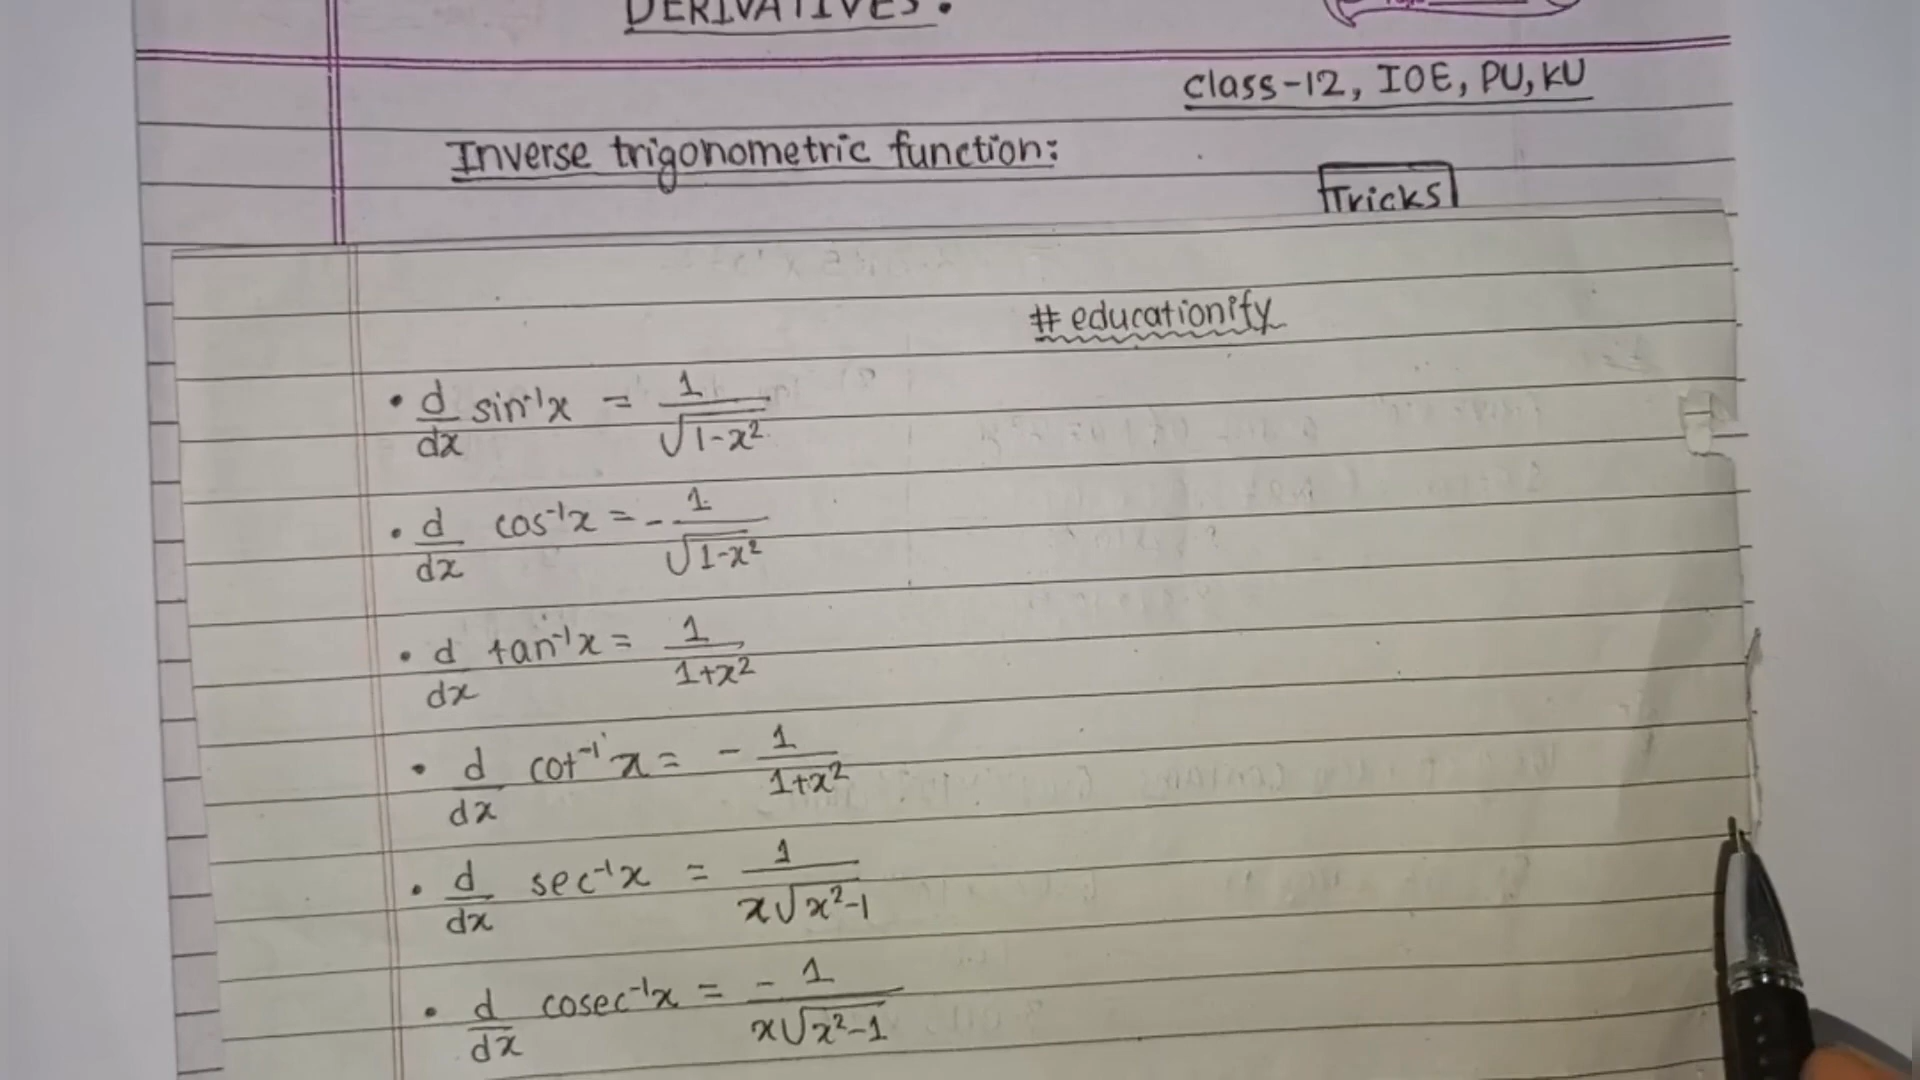 DERIVATIVES.
class-12, IOE, PU, KU
Inverse trigonometric function:
Tricks
# educationify
• d/dx sin⁻¹x = 1/√(1-x²)
• d/dx cos⁻¹x = -1/√(1-x²)
• d/dx tan⁻¹x = 1/(1+x²)
• d/dx cot⁻¹x = -1/(1+x²)
• d/dx sec⁻¹x = 1/(x√(x²-1))
• d/dx cosec⁻¹x = -1/(x√(x²-1))